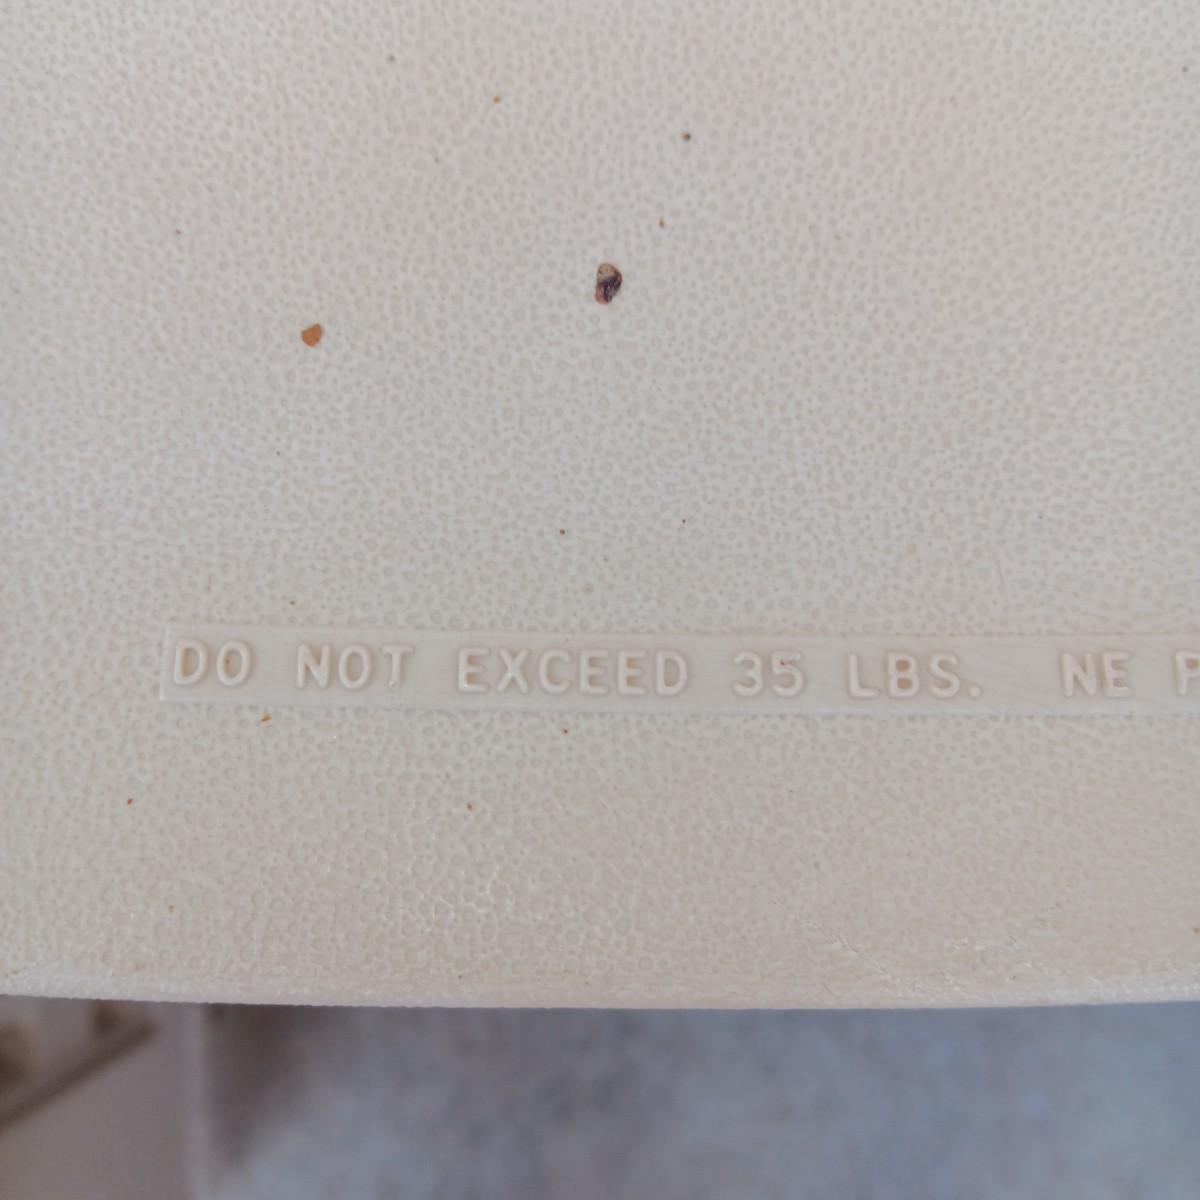 DO NOT EXCEED 35 LBS. NE P